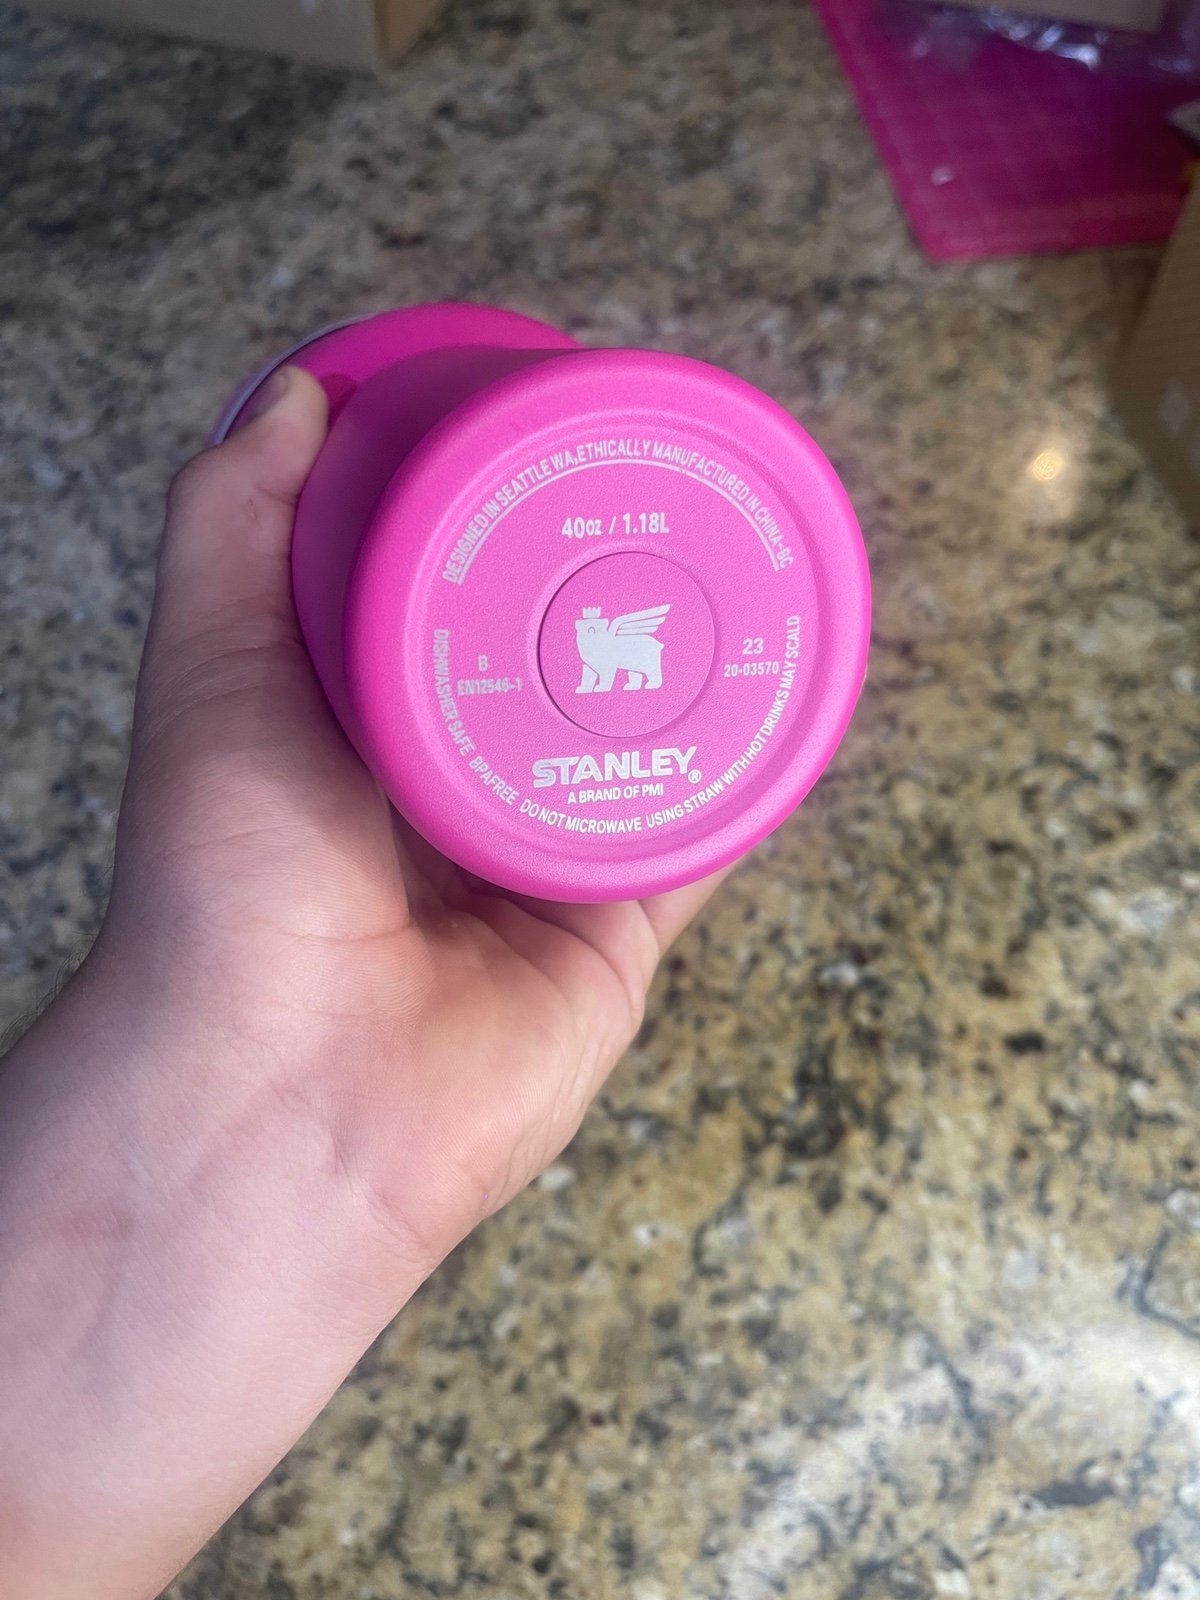 DESIGNED IN SEATTLE WA,ETHICALLY MANUFACTURED IN CHINA-8C
40oz / 1.18L
B
EN12546-1
23
20-03570
STANLEY®
A BRAND OF PMI
DISHWASHER SAFE BPAFREE DO NOT MICROWAVE USING STRAW WITH HOT DRINKS MAY SCALD